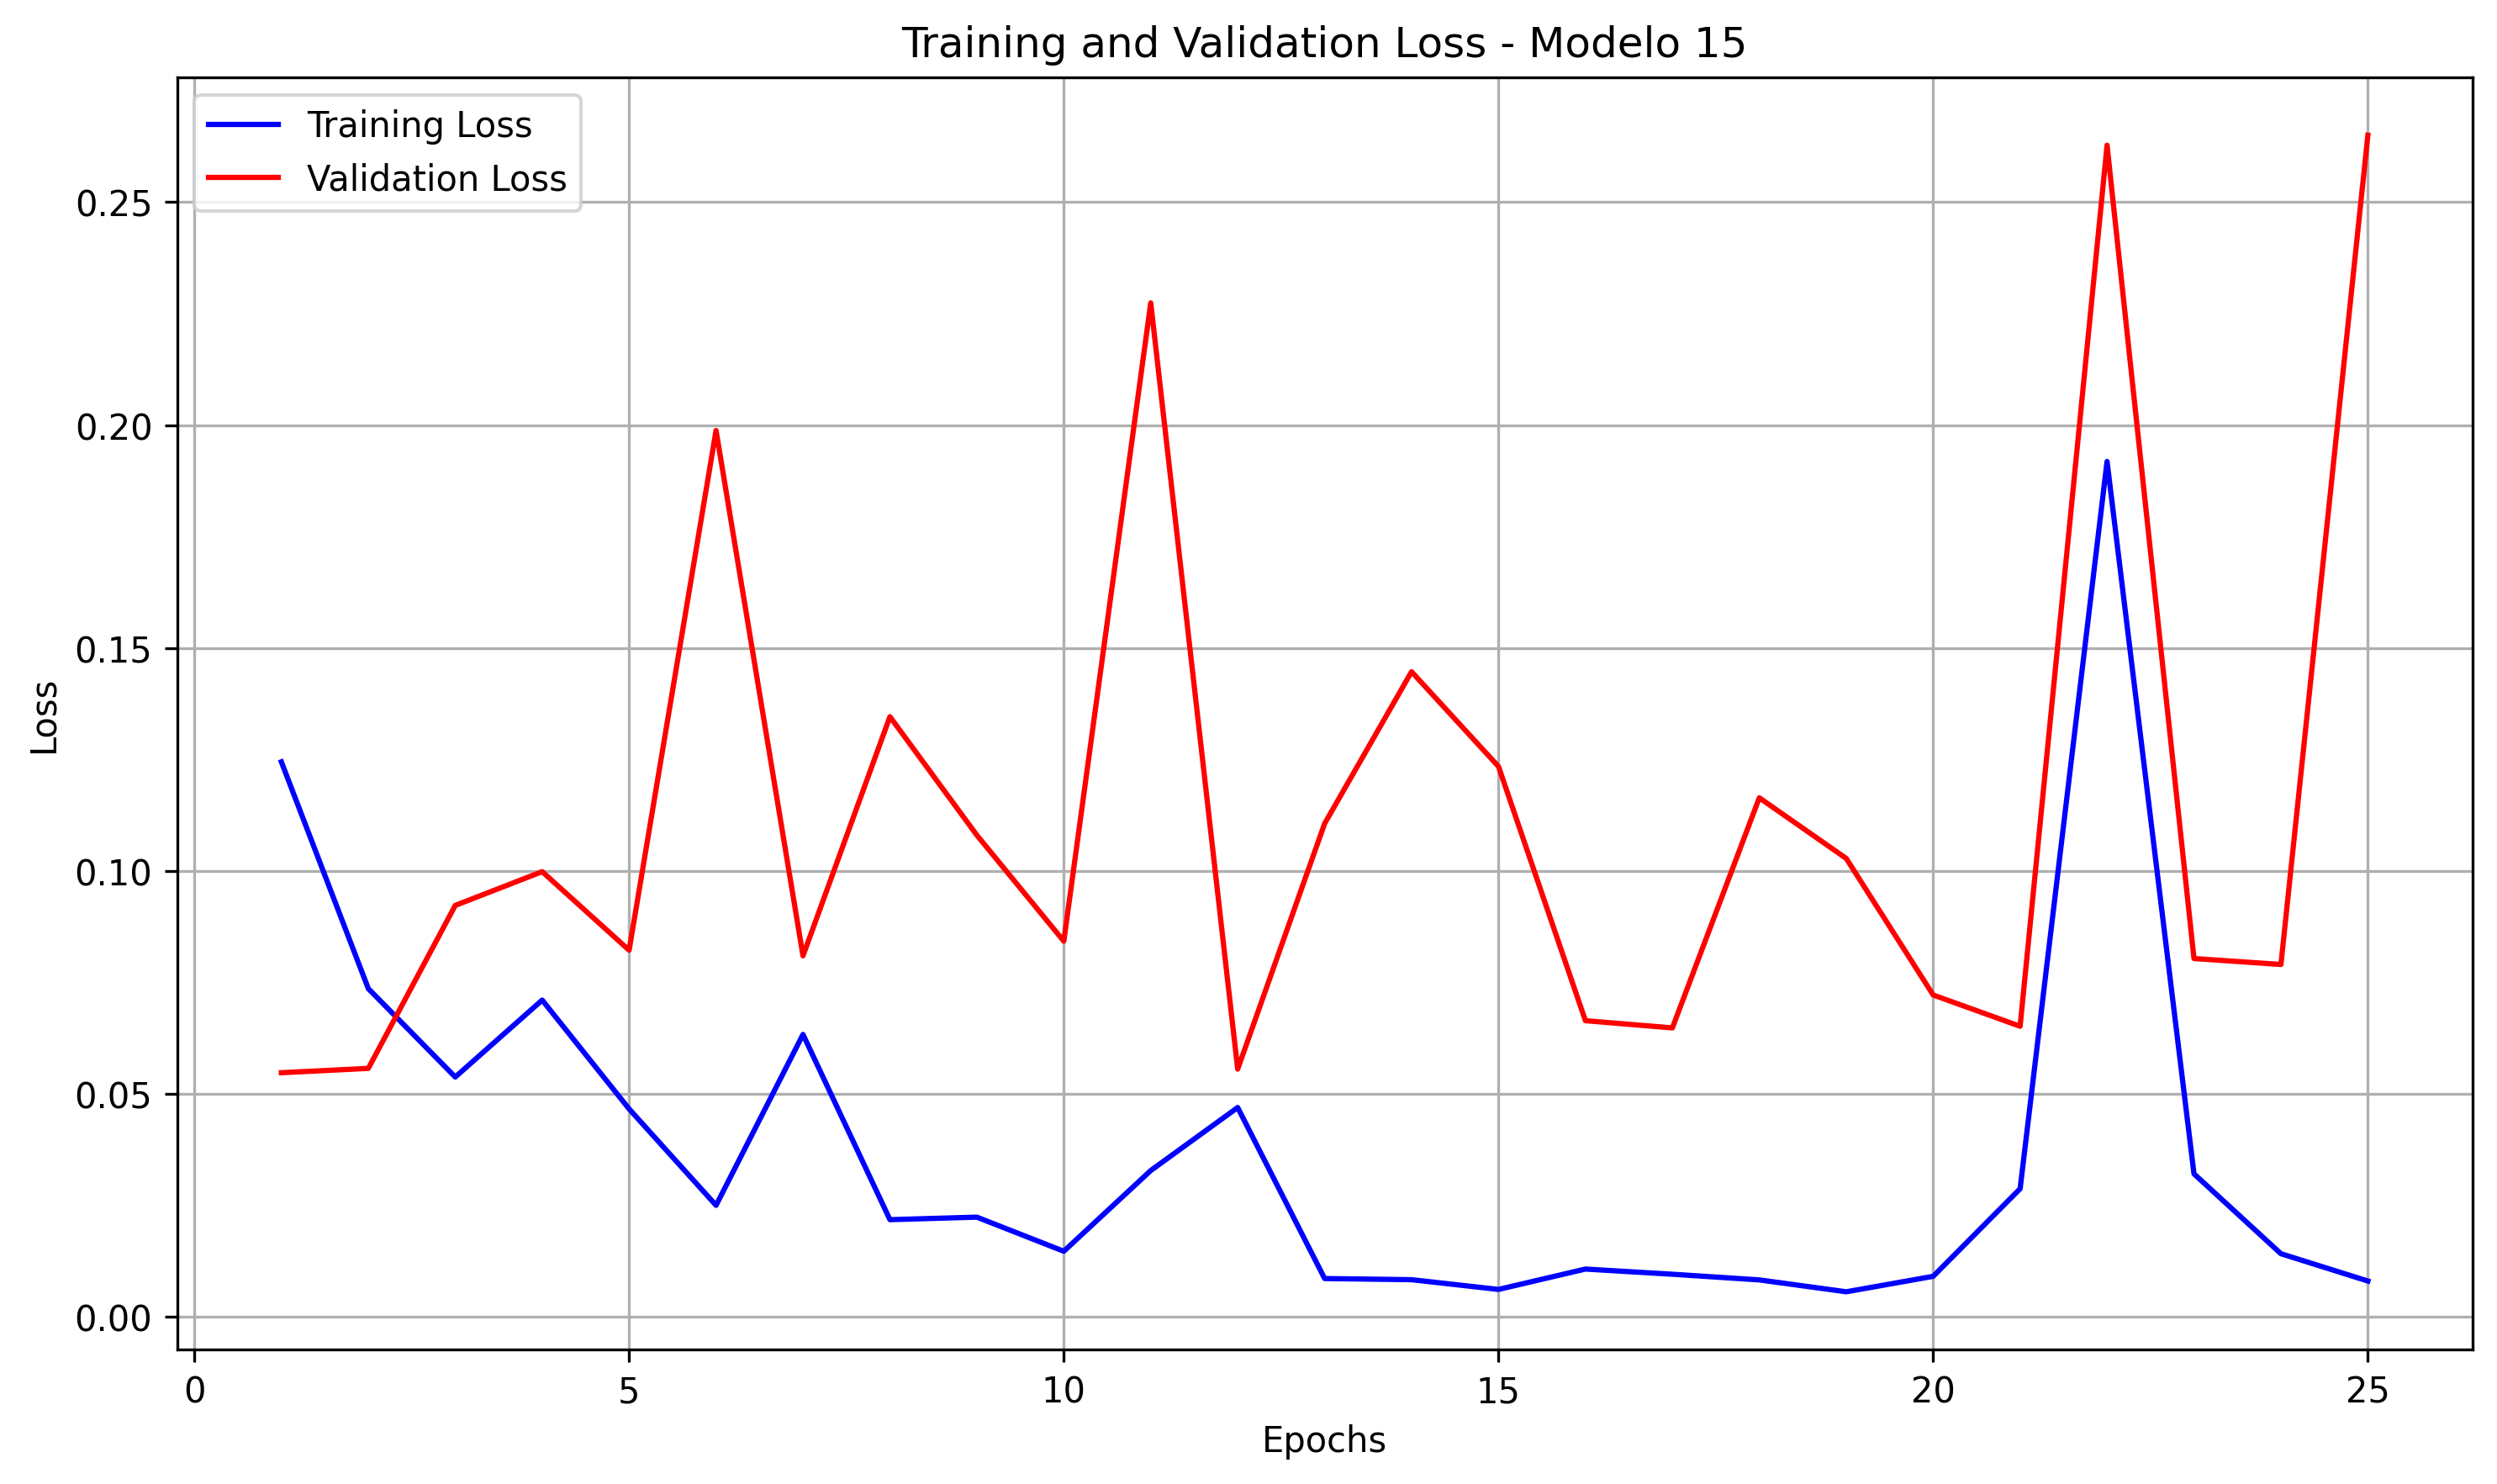 Training and Validation Loss - Modelo 15
Training Loss
Validation Loss
0.25
0.20
0.15
0.10
0.05
0.00
Loss
0 5 10 15 20 25
Epochs